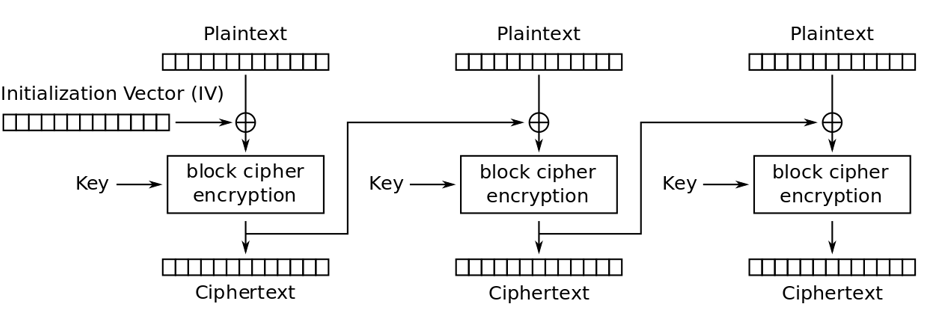 Plaintext
Plaintext
Plaintext
Initialization Vector (IV)
Key
block cipher
encryption
Key
block cipher
encryption
Key
block cipher
encryption
Ciphertext
Ciphertext
Ciphertext